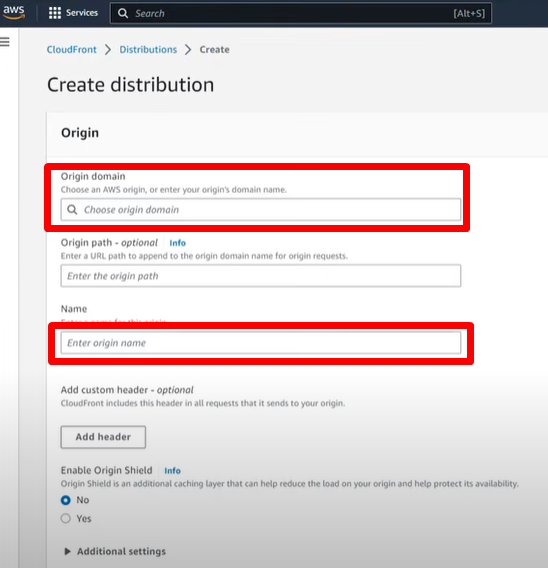 aws
Services
Search
[Alt+S]
CloudFront > Distributions > Create
Create distribution
Origin
Origin domain
Choose an AWS origin, or enter your origin's domain name.
Choose origin domain
Origin path - optional Info
Enter a URL path to append to the origin domain name for origin requests.
Enter the origin path
Name
Enter a name for this origin.
Enter origin name
Add custom header - optional
CloudFront includes this header in all requests that it sends to your origin.
Add header
Enable Origin Shield Info
Origin Shield is an additional caching layer that can help reduce the load on your origin and help protect its availability.
No
Yes
Additional settings